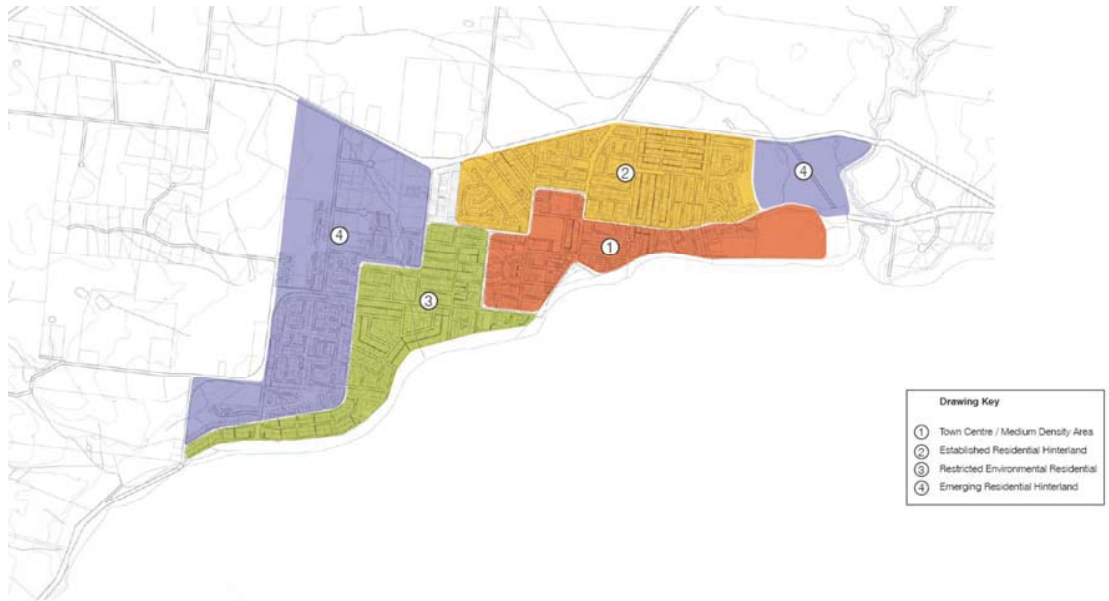 4
2
4
1
3
Drawing Key
1 Town Centre / Medium Density Area
2 Established Residential Hinterland
3 Restricted Environmental Residential
4 Emerging Residential Hinterland